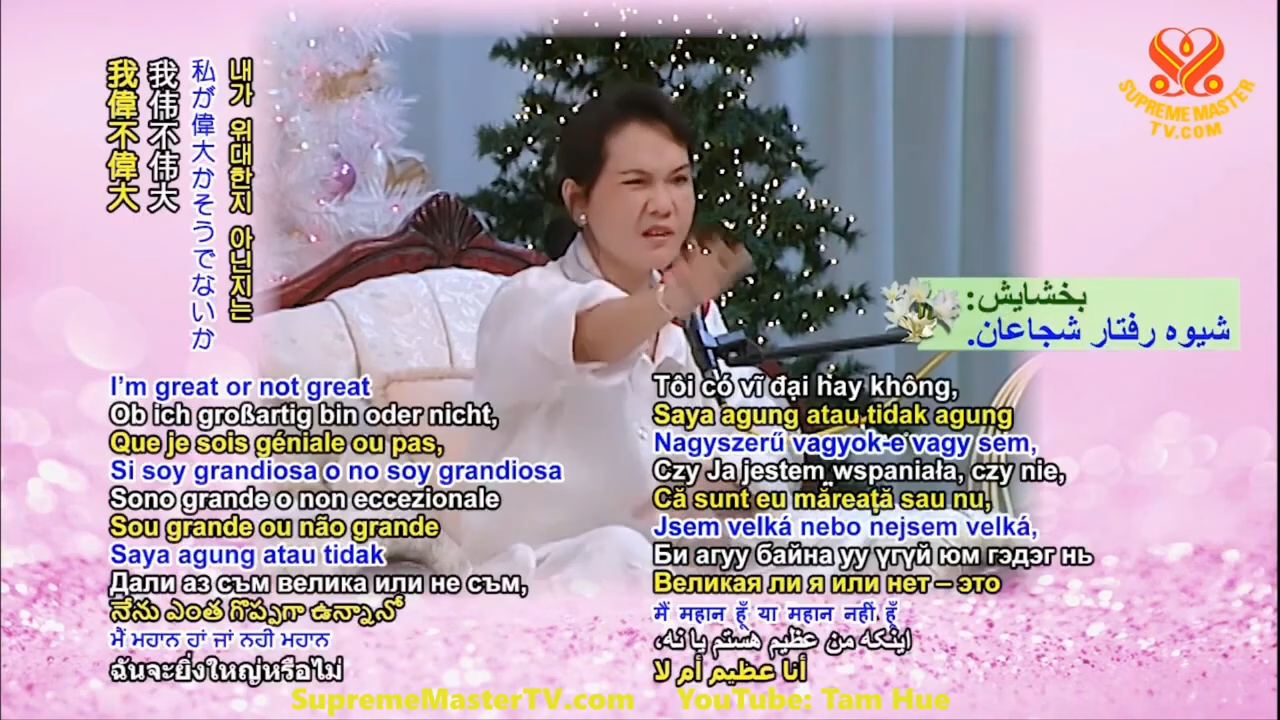 我偉不偉大
我伟不伟大
私が偉大かそうでないか
내가 위대한지 아닌지는
SUPREME MASTER
TV.COM
بخشایش:
شیوه رفتار شجاعان.
I’m great or not great
Ob ich großartig bin oder nicht,
Que je sois géniale ou pas,
Si soy grandiosa o no soy grandiosa
Sono grande o non eccezionale
Sou grande ou não grande
Saya agung atau tidak
Дали аз съм велика или не съм,
నేను ఎంత గొప్పగా ఉన్నానో
ਮੈਂ ਮਹਾਨ ਹਾਂ ਜਾਂ ਨਹੀ ਮਹਾਨ
ฉันจะยิ่งใหญ่หรือไม่
Tôi có vĩ đại hay không,
Saya agung atau tidak agung
Nagyszerű vagyok-e vagy sem,
Czy Ja jestem wspaniała, czy nie,
Că sunt eu măreață sau nu,
Jsem velká nebo nejsem velká,
Би агуу байна уу үгүй юм гэдэг нь
Великая ли я или нет – это
मैं महान हूँ या महान नहीं हूँ
اینکه من عظیم هستم یا نه،
أنا عظيم أم لا
SupremeMasterTV.com YouTube: Tam Hue